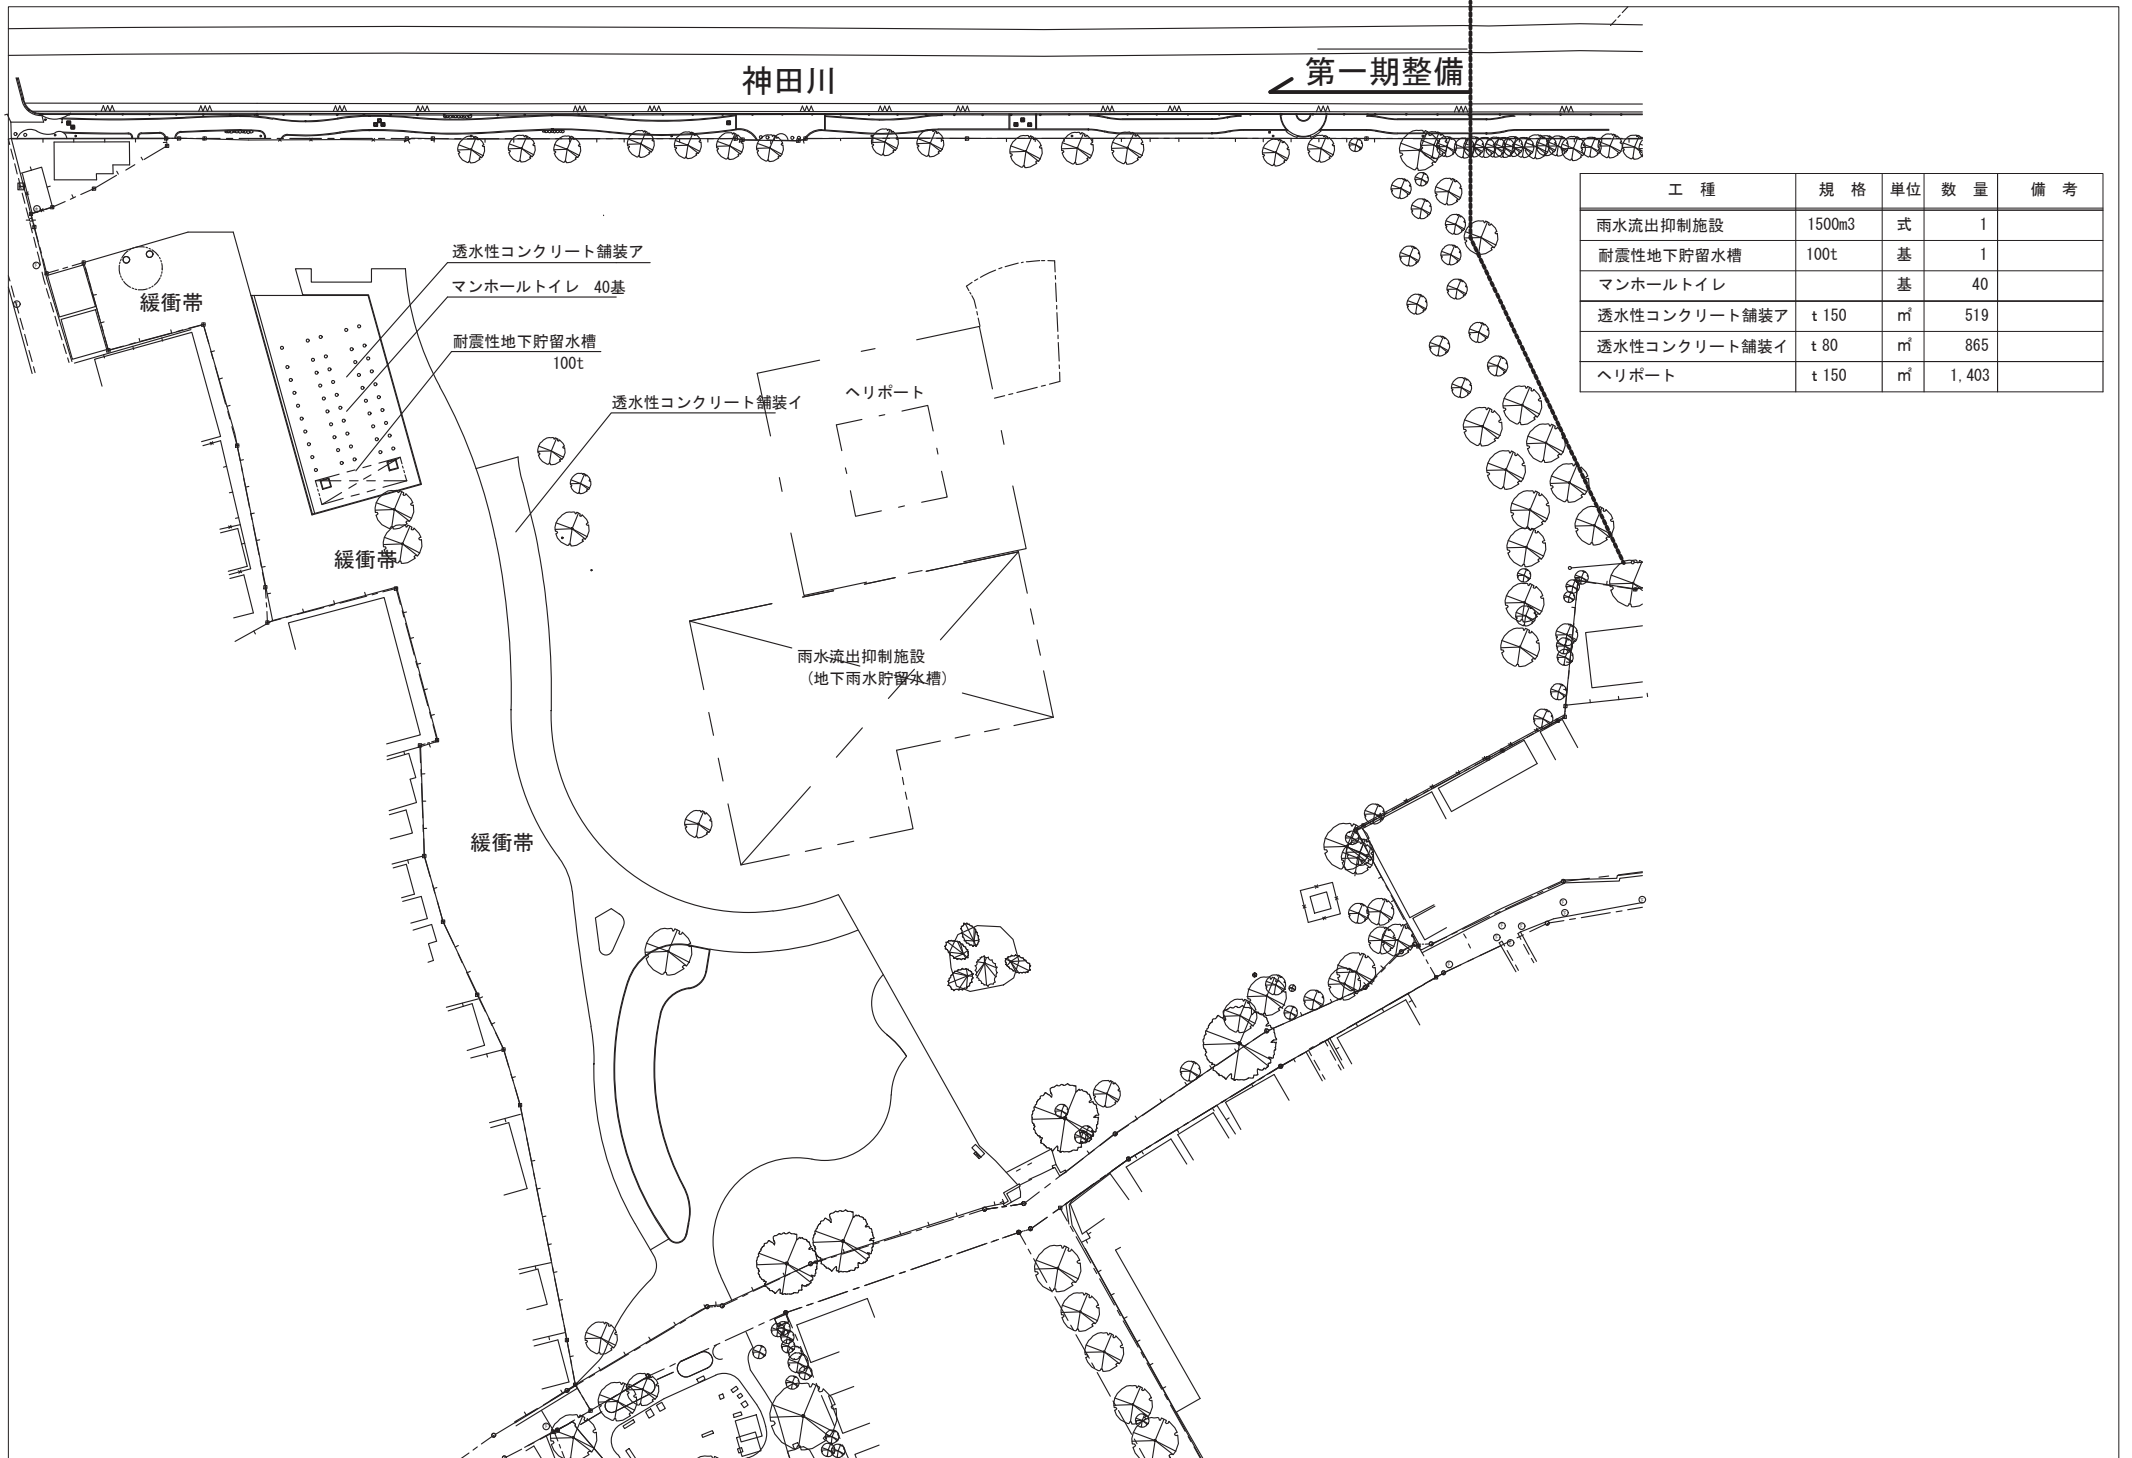 神田川
第一期整備
工　種　規　格　単位　数　量　備　考
雨水流出抑制施設　1500m3　式　1
耐震性地下貯留水槽　100t　基　1
マンホールトイレ　基　40
透水性コンクリート舗装ア　t 150　㎡　519
透水性コンクリート舗装イ　t 80　㎡　865
ヘリポート　t 150　㎡　1,403
透水性コンクリート舗装ア
マンホールトイレ　40基
緩衝帯
耐震性地下貯留水槽
100t
透水性コンクリート舗装イ
ヘリポート
緩衝帯
雨水流出抑制施設
（地下雨水貯留水槽）
緩衝帯